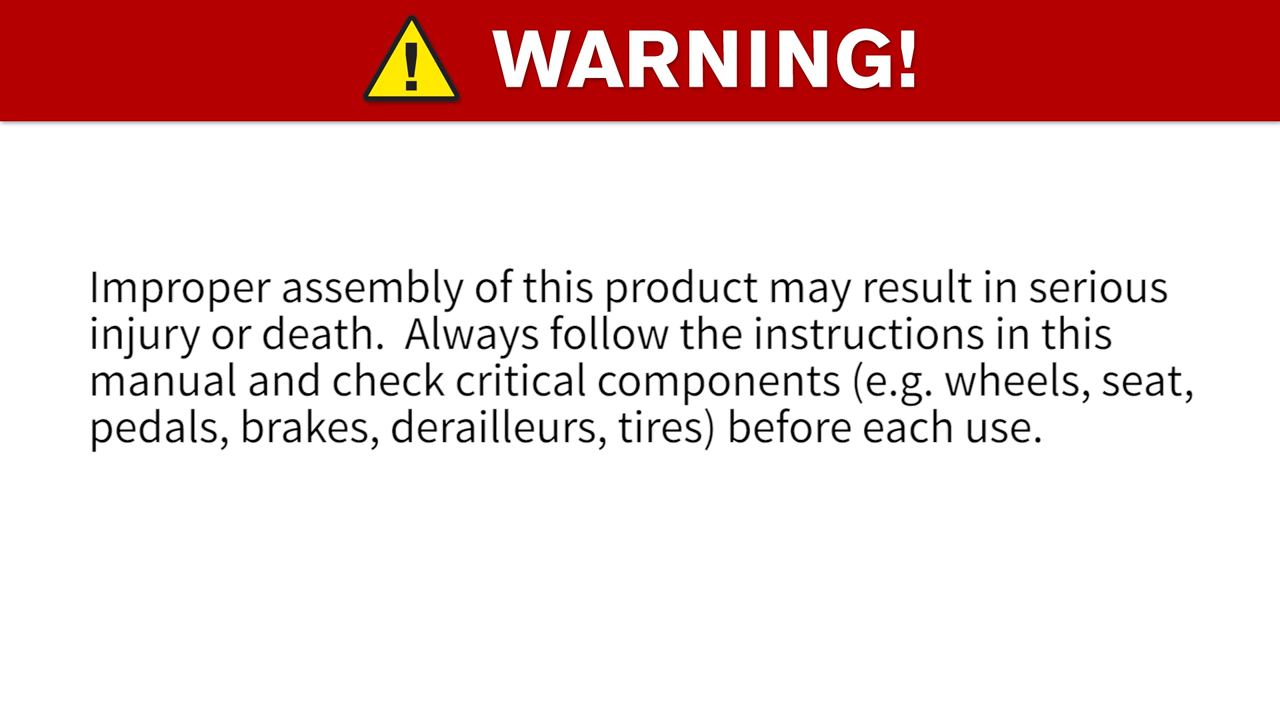 WARNING!
Improper assembly of this product may result in serious
injury or death.  Always follow the instructions in this
manual and check critical components (e.g. wheels, seat,
pedals, brakes, derailleurs, tires) before each use.